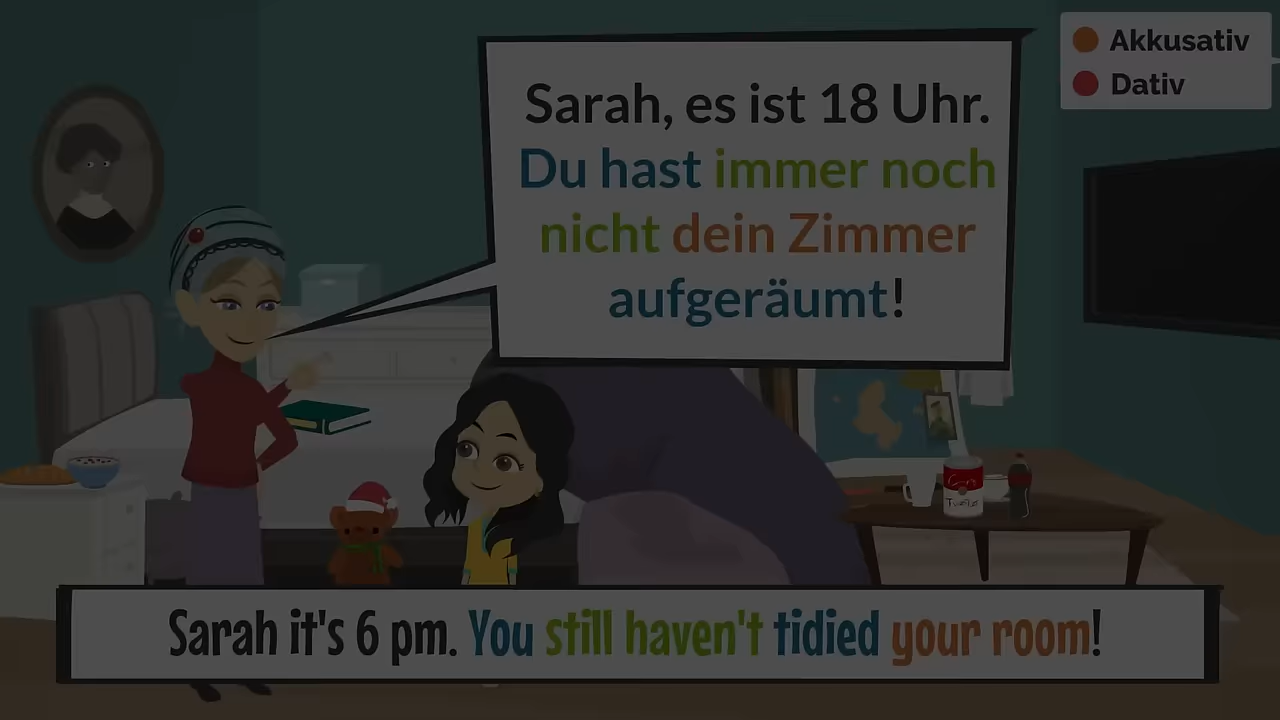 Akkusativ
Dativ
Sarah, es ist 18 Uhr.
Du hast immer noch
nicht dein Zimmer
aufgeräumt!
Sarah it's 6 pm. You still haven't tidied your room!